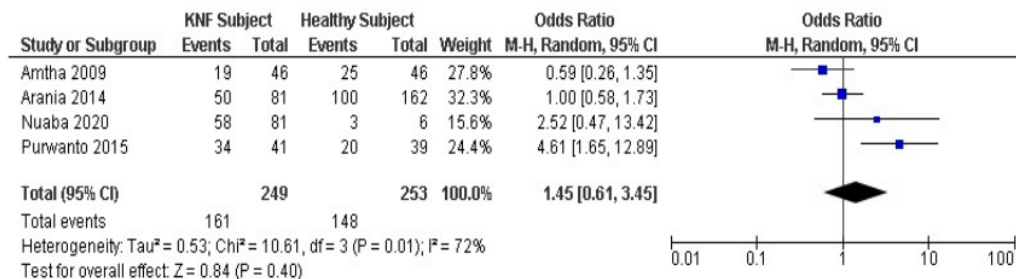 KNF Subject Healthy Subject Odds Ratio Odds Ratio
Study or Subgroup Events Total Events Total Weight M-H, Random, 95% CI M-H, Random, 95% CI
Amtha 2009 19 46 25 46 27.8% 0.59 [0.26, 1.35]
Arania 2014 50 81 100 162 32.3% 1.00 [0.58, 1.73]
Nuaba 2020 58 81 3 6 15.6% 2.52 [0.47, 13.42]
Purwanto 2015 34 41 20 39 24.4% 4.61 [1.65, 12.89]
Total (95% CI) 249 253 100.0% 1.45 [0.61, 3.45]
Total events 161 148
Heterogeneity: Tau² = 0.53; Chi² = 10.61, df = 3 (P = 0.01); I² = 72%
Test for overall effect: Z = 0.84 (P = 0.40)
0.01 0.1 1 10 100